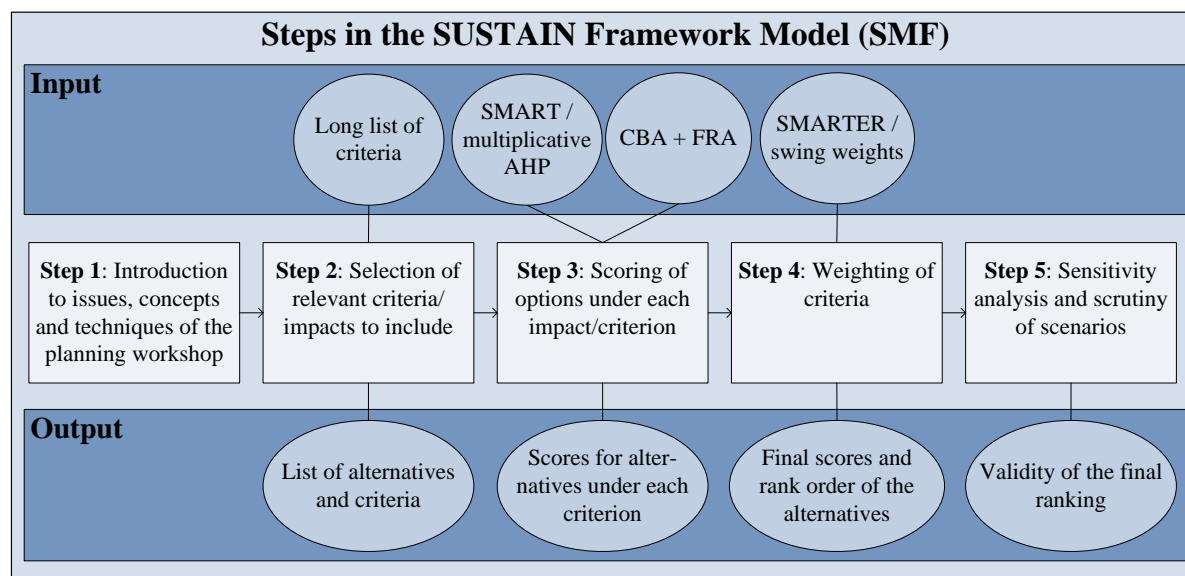 Steps in the SUSTAIN Framework Model (SMF)
Input
Long list of
criteria
SMART /
multiplicative
AHP
CBA + FRA
SMARTER /
swing weights
Step 1: Introduction
to issues, concepts
and techniques of the
planning workshop
Step 2: Selection of
relevant criteria/
impacts to include
Step 3: Scoring of
options under each
impact/criterion
Step 4: Weighting of
criteria
Step 5: Sensitivity
analysis and scrutiny
of scenarios
Output
List of alternatives
and criteria
Scores for alter-
natives under each
criterion
Final scores and
rank order of the
alternatives
Validity of the final
ranking